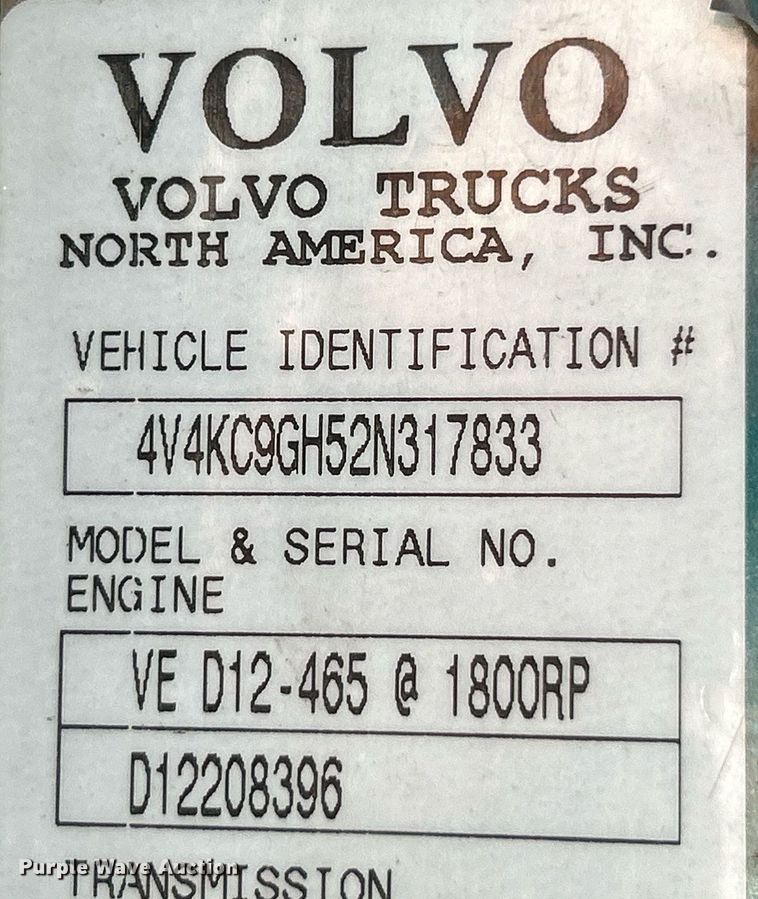 VOLVO
VOLVO TRUCKS
NORTH AMERICA, INC.
VEHICLE IDENTIFICATION #
4V4KC9GH52N317833
MODEL & SERIAL NO.
ENGINE
VE D12-465 @ 1800RP
D12208396
TRANSMISSION
Purple Wave Auction